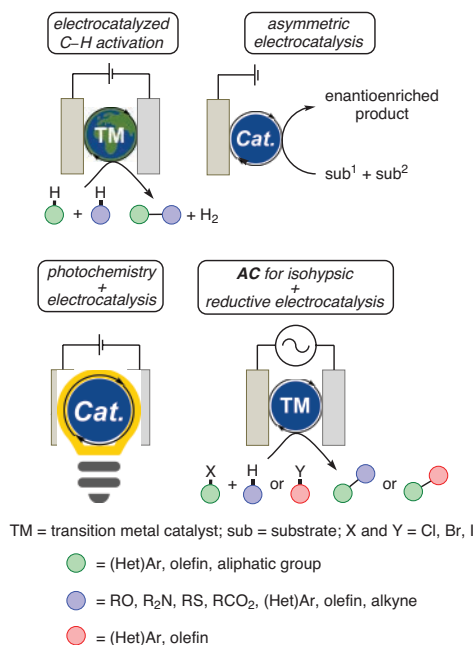 electrocatalyzed
C–H activation
TM
H
H
+
+ H₂
asymmetric
electrocatalysis
Cat.
enantioenriched
product
sub¹ + sub²
photochemistry
+
electrocatalysis
Cat.
AC for isohypsic
+
reductive electrocatalysis
TM
X
H
Y
+
or
or
TM = transition metal catalyst; sub = substrate; X and Y = Cl, Br, I
= (Het)Ar, olefin, aliphatic group
= RO, R₂N, RS, RCO₂, (Het)Ar, olefin, alkyne
= (Het)Ar, olefin